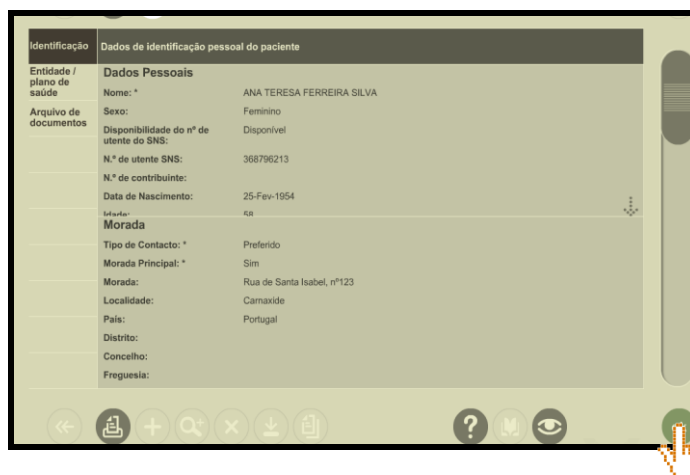 Identificação
Dados de identificação pessoal do paciente
Entidade /
plano de
saúde
Arquivo de
documentos
Dados Pessoais
Nome: * ANA TERESA FERREIRA SILVA
Sexo: Feminino
Disponibilidade do nº de
utente do SNS: Disponível
N.º de utente SNS: 368796213
N.º de contribuinte:
Data de Nascimento: 25-Fev-1954
Idade: 58
Morada
Tipo de Contacto: * Preferido
Morada Principal: * Sim
Morada: Rua de Santa Isabel, nº123
Localidade: Carnaxide
País: Portugal
Distrito:
Concelho:
Freguesia:
?